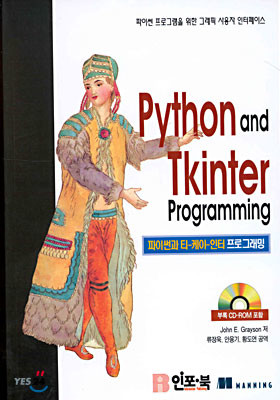 파이썬 프로그램을 위한 그래픽 사용자 인터페이스
Python and
Tkinter
Programming
파이썬과 티-케이-인터 프로그래밍
부록 CD-ROM 포함
John E. Grayson 저
류정욱, 안용기, 황도연 공역
인포·북
MANNING
YES